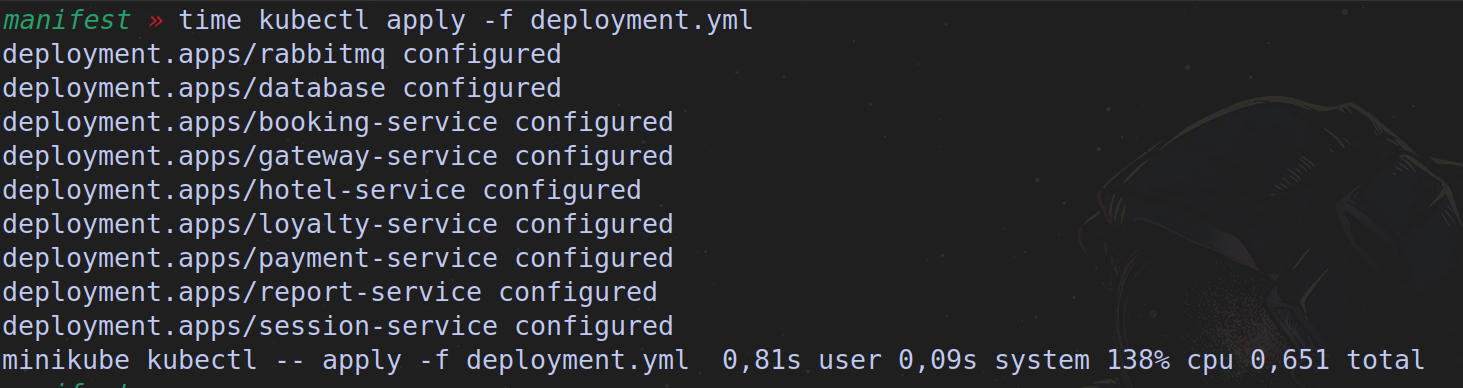 manifest » time kubectl apply -f deployment.yml
deployment.apps/rabbitmq configured
deployment.apps/database configured
deployment.apps/booking-service configured
deployment.apps/gateway-service configured
deployment.apps/hotel-service configured
deployment.apps/loyalty-service configured
deployment.apps/payment-service configured
deployment.apps/report-service configured
deployment.apps/session-service configured
minikube kubectl -- apply -f deployment.yml  0,81s user 0,09s system 138% cpu 0,651 total